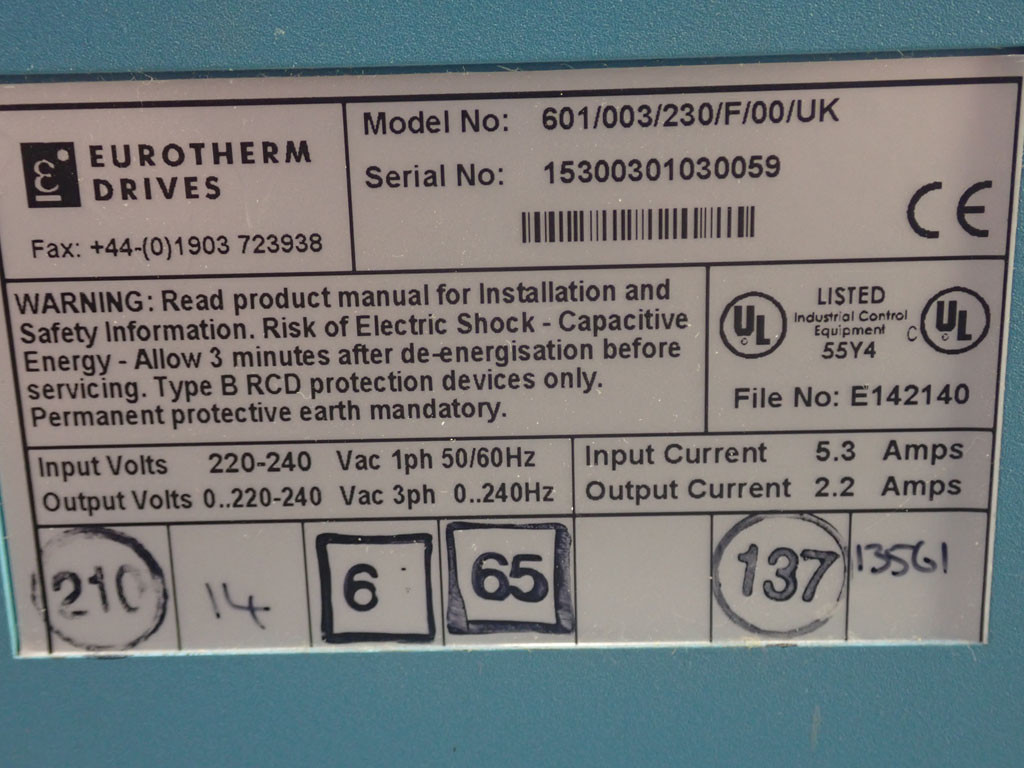 EUROTHERM
DRIVES
Fax: +44-(0)1903 723938
Model No: 601/003/230/F/00/UK
Serial No: 15300301030059
CE
WARNING: Read product manual for Installation and
Safety Information. Risk of Electric Shock - Capacitive
Energy - Allow 3 minutes after de-energisation before
servicing. Type B RCD protection devices only.
Permanent protective earth mandatory.
UL
LISTED
Industrial Control
Equipment
55Y4
C UL
File No: E142140
Input Volts 220-240 Vac 1ph 50/60Hz
Output Volts 0..220-240 Vac 3ph 0..240Hz
Input Current 5.3 Amps
Output Current 2.2 Amps
210 14 6 65 137 13561